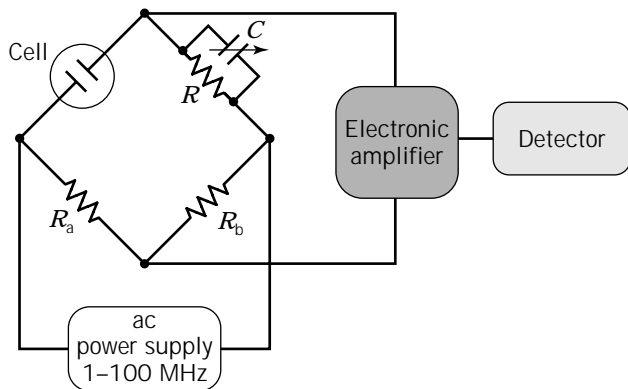 C
Cell
R
Electronic
amplifier
Detector
Ra
Rb
ac
power supply
1–100 MHz